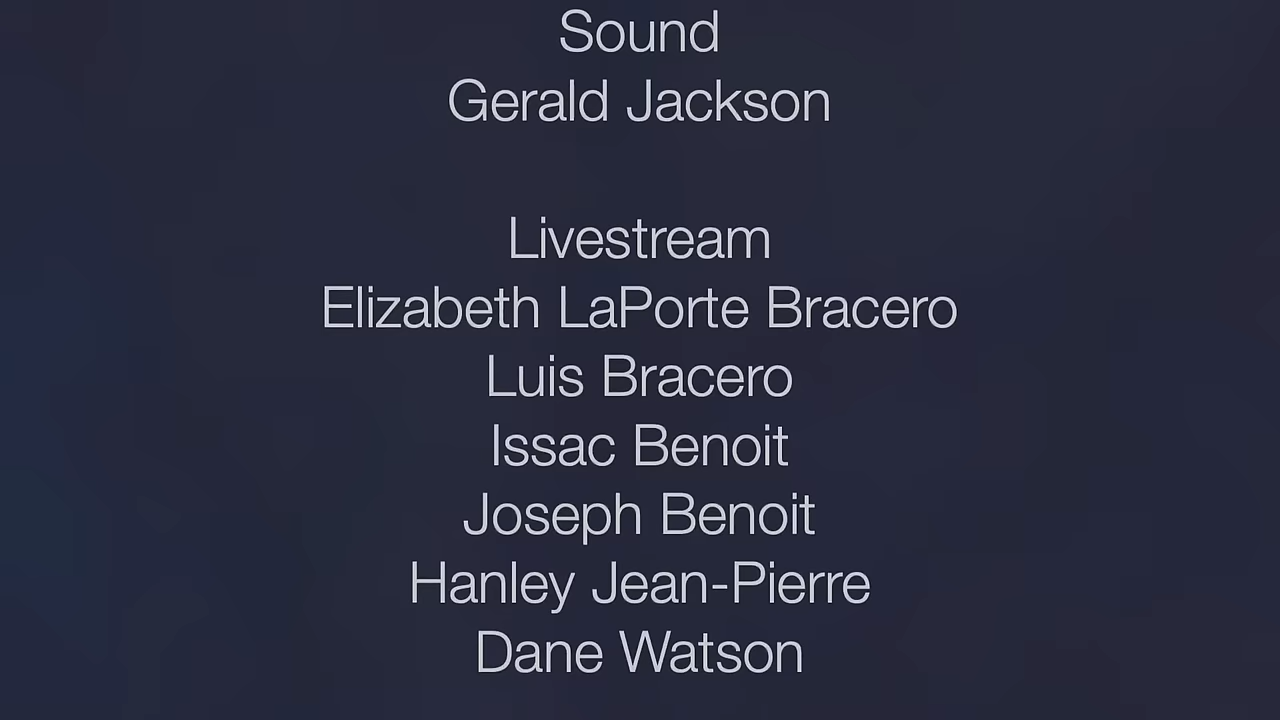 Sound
Gerald Jackson
Livestream
Elizabeth LaPorte Bracero
Luis Bracero
Issac Benoit
Joseph Benoit
Hanley Jean-Pierre
Dane Watson